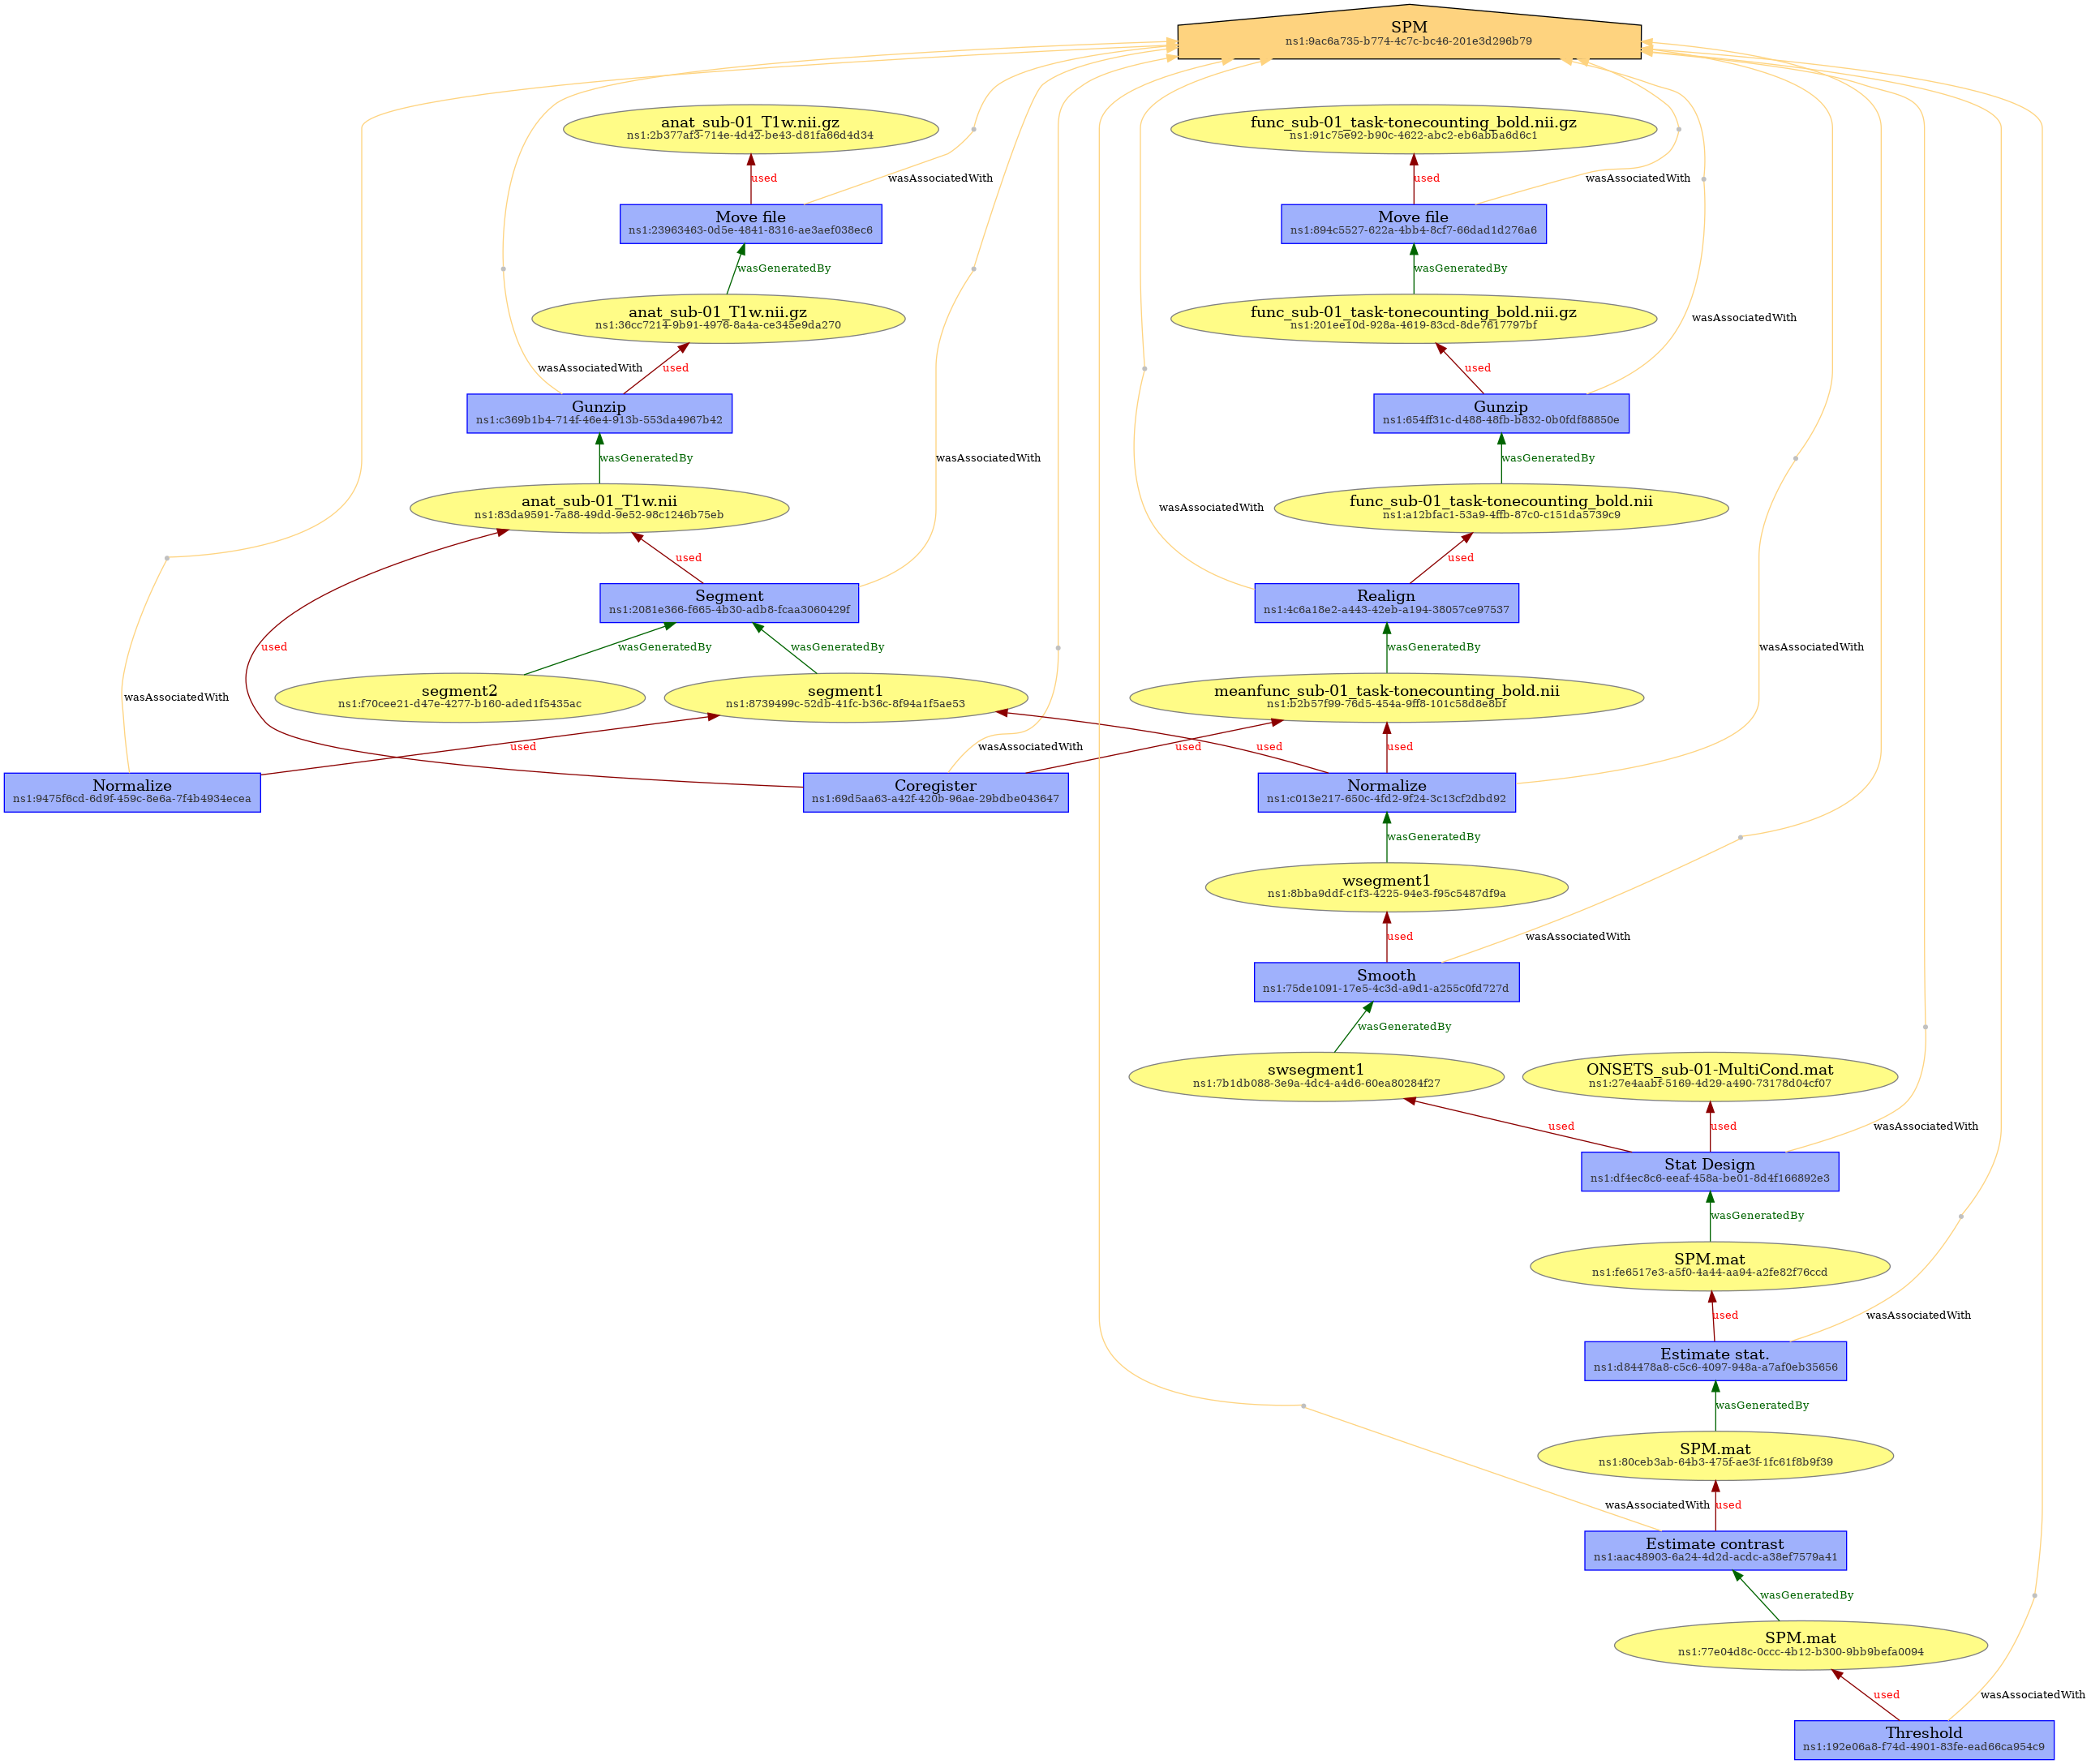 SPM
ns1:9ac6a735-b774-4c7c-bc46-201e3d296b79
anat_sub-01_T1w.nii.gz
ns1:2b377af3-714e-4d42-be43-d81fa66d4d34
func_sub-01_task-tonecounting_bold.nii.gz
ns1:91c75e92-b90c-4622-abc2-eb6abba6d6c1
used
wasAssociatedWith
used
wasAssociatedWith
Move file
ns1:23963463-0d5e-4841-8316-ae3aef038ec6
Move file
ns1:894c5527-622a-4bb4-8cf7-66dad1d276a6
wasGeneratedBy
wasGeneratedBy
anat_sub-01_T1w.nii.gz
ns1:36cc7214-9b91-4976-8a4a-ce345e9da270
func_sub-01_task-tonecounting_bold.nii.gz
ns1:201ee10d-928a-4619-83cd-8de7617797bf
wasAssociatedWith
wasAssociatedWith
used
used
Gunzip
ns1:c369b1b4-714f-46e4-913b-553da4967b42
Gunzip
ns1:654ff31c-d488-48fb-b832-0b0fdf88850e
wasGeneratedBy
wasAssociatedWith
wasGeneratedBy
anat_sub-01_T1w.nii
ns1:83da9591-7a88-49dd-9e52-98c1246b75eb
func_sub-01_task-tonecounting_bold.nii
ns1:a12bfac1-53a9-4ffb-87c0-c151da5739c9
wasAssociatedWith
used
used
Segment
ns1:2081e366-f665-4b30-adb8-fcaa3060429f
Realign
ns1:4c6a18e2-a443-42eb-a194-38057ce97537
used
wasGeneratedBy
wasGeneratedBy
wasGeneratedBy
wasAssociatedWith
segment2
ns1:f70cee21-d47e-4277-b160-aded1f5435ac
segment1
ns1:8739499c-52db-41fc-b36c-8f94a1f5ae53
meanfunc_sub-01_task-tonecounting_bold.nii
ns1:b2b57f99-76d5-454a-9ff8-101c58d8e8bf
wasAssociatedWith
used
wasAssociatedWith
used
used
used
Normalize
ns1:9475f6cd-6d9f-459c-8e6a-7f4b4934ecea
Coregister
ns1:69d5aa63-a42f-420b-96ae-29bdbe043647
Normalize
ns1:c013e217-650c-4fd2-9f24-3c13cf2dbd92
wasGeneratedBy
wsegment1
ns1:8bba9ddf-c1f3-4225-94e3-f95c5487df9a
used
wasAssociatedWith
Smooth
ns1:75de1091-17e5-4c3d-a9d1-a255c0fd727d
wasGeneratedBy
swsegment1
ns1:7b1db088-3e9a-4dc4-a4d6-60ea80284f27
ONSETS_sub-01-MultiCond.mat
ns1:27e4aabf-5169-4d29-a490-73178d04cf07
used
used
wasAssociatedWith
Stat Design
ns1:df4ec8c6-eeaf-458a-be01-8d4f166892e3
wasGeneratedBy
SPM.mat
ns1:fe6517e3-a5f0-4a44-aa94-a2fe82f76ccd
used
wasAssociatedWith
Estimate stat.
ns1:d84478a8-c5c6-4097-948a-a7af0eb35656
wasGeneratedBy
SPM.mat
ns1:80ceb3ab-64b3-475f-ae3f-1fc61f8b9f39
wasAssociatedWith
used
Estimate contrast
ns1:aac48903-6a24-4d2d-acdc-a38ef7579a41
wasGeneratedBy
SPM.mat
ns1:77e04d8c-0ccc-4b12-b300-9bb9befa0094
used
wasAssociatedWith
Threshold
ns1:192e06a8-f74d-4901-83fe-ead66ca954c9